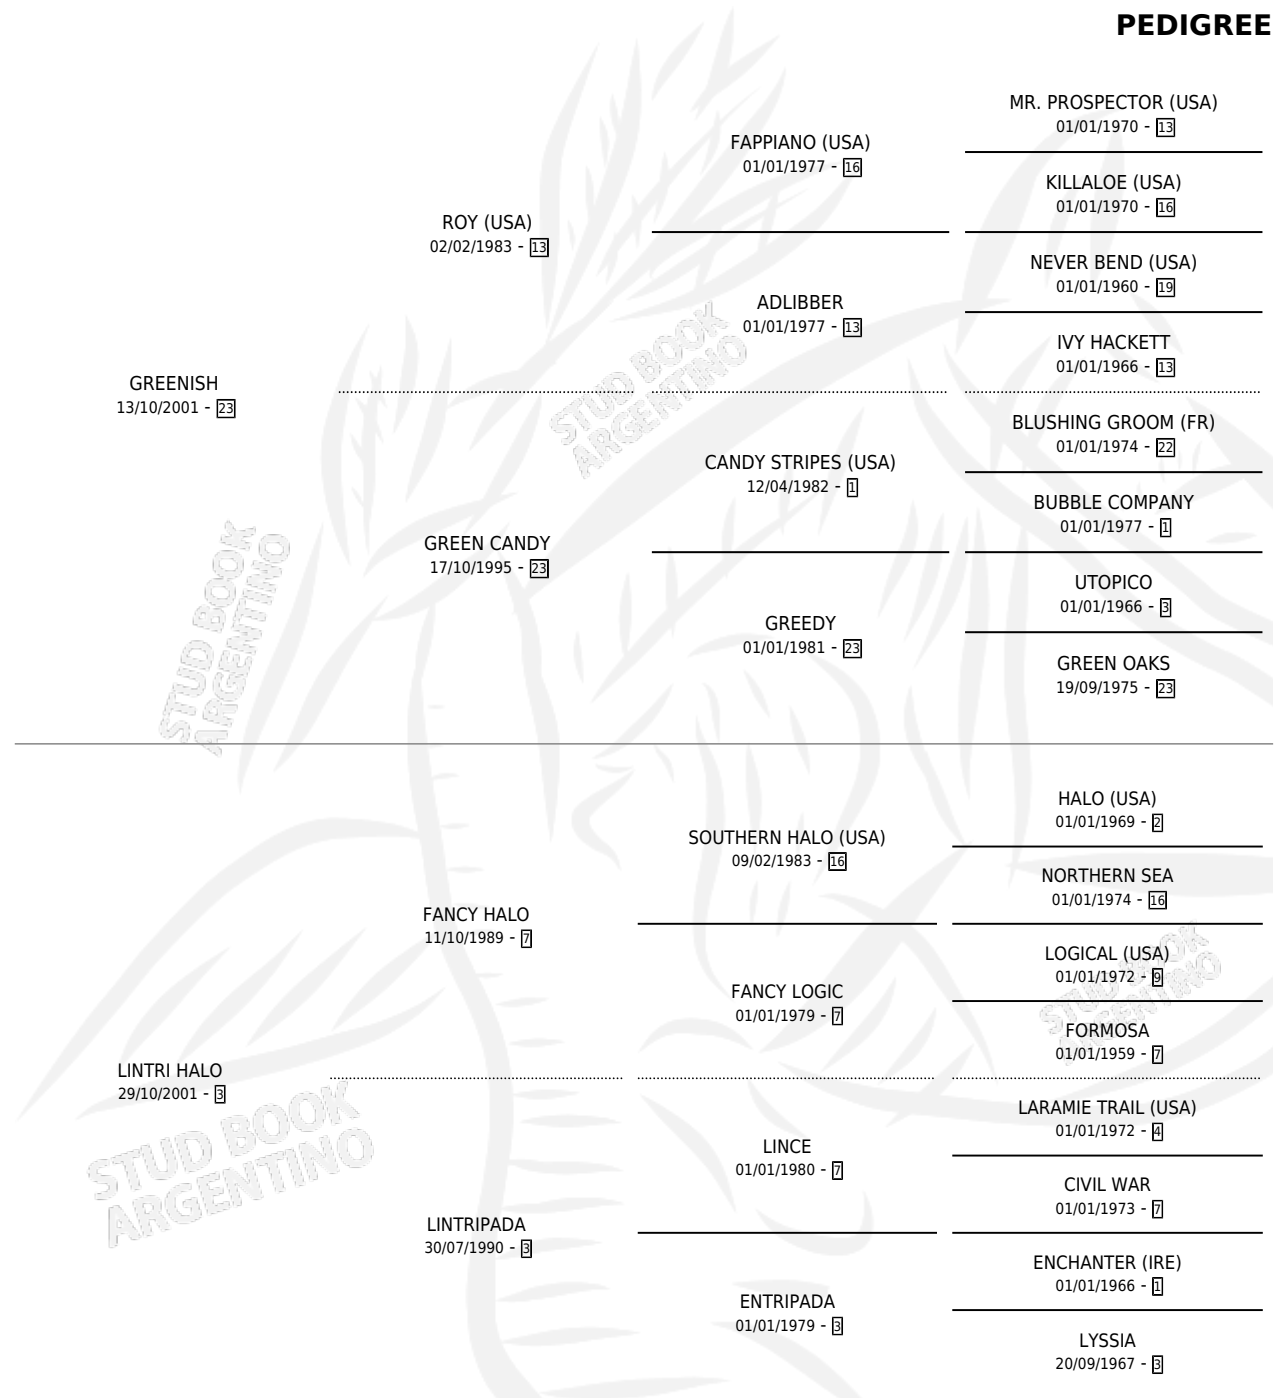 PEDIGREE
MR. PROSPECTOR (USA)
01/01/1970 - 13
FAPPIANO (USA)
01/01/1977 - 16
KILLALOE (USA)
01/01/1970 - 16
ROY (USA)
02/02/1983 - 13
NEVER BEND (USA)
01/01/1960 - 19
ADLIBBER
01/01/1977 - 13
IVY HACKETT
01/01/1966 - 13
GREENISH
13/10/2001 - 23
BLUSHING GROOM (FR)
01/01/1974 - 22
CANDY STRIPES (USA)
12/04/1982 - 1
BUBBLE COMPANY
01/01/1977 - 1
GREEN CANDY
17/10/1995 - 23
UTOPICO
01/01/1966 - 3
GREEDY
01/01/1981 - 23
GREEN OAKS
19/09/1975 - 23
HALO (USA)
01/01/1969 - 2
SOUTHERN HALO (USA)
09/02/1983 - 16
NORTHERN SEA
01/01/1974 - 16
FANCY HALO
11/10/1989 - 7
LOGICAL (USA)
01/01/1972 - 9
FANCY LOGIC
01/01/1979 - 7
FORMOSA
01/01/1959 - 7
LINTRI HALO
29/10/2001 - 3
LARAMIE TRAIL (USA)
01/01/1972 - 4
LINCE
01/01/1980 - 7
CIVIL WAR
01/01/1973 - 7
LINTRIPADA
30/07/1990 - 3
ENCHANTER (IRE)
01/01/1966 - 1
ENTRIPADA
01/01/1979 - 3
LYSSIA
20/09/1967 - 3
STUD BOOK
ARGENTINO
STUD BOOK
ARGENTINO
STUD BOOK
ARGENTINO
STUD BOOK
ARGENTINO